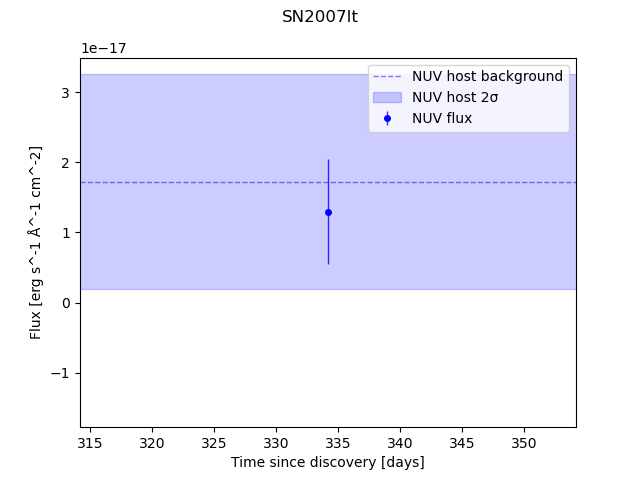 SN2007lt
1e−17
NUV host background
NUV host 2σ
NUV flux
3
2
1
0
−1
Flux [erg s^-1 Å^-1 cm^-2]
315 320 325 330 335 340 345 350
Time since discovery [days]